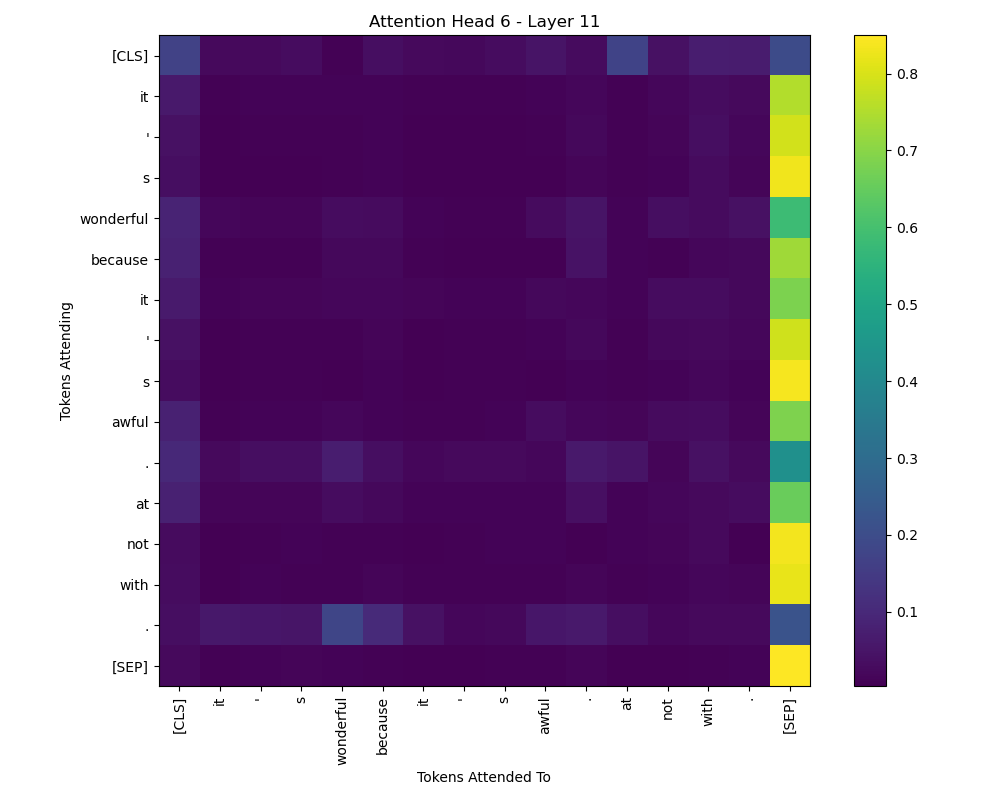 Attention Head 6 - Layer 11
Tokens Attending
[CLS]
it
'
s
wonderful
because
it
'
s
awful
.
at
not
with
.
[SEP]
[CLS]
it
'
s
wonderful
because
it
'
s
awful
.
at
not
with
.
[SEP]
Tokens Attended To
0.8
0.7
0.6
0.5
0.4
0.3
0.2
0.1